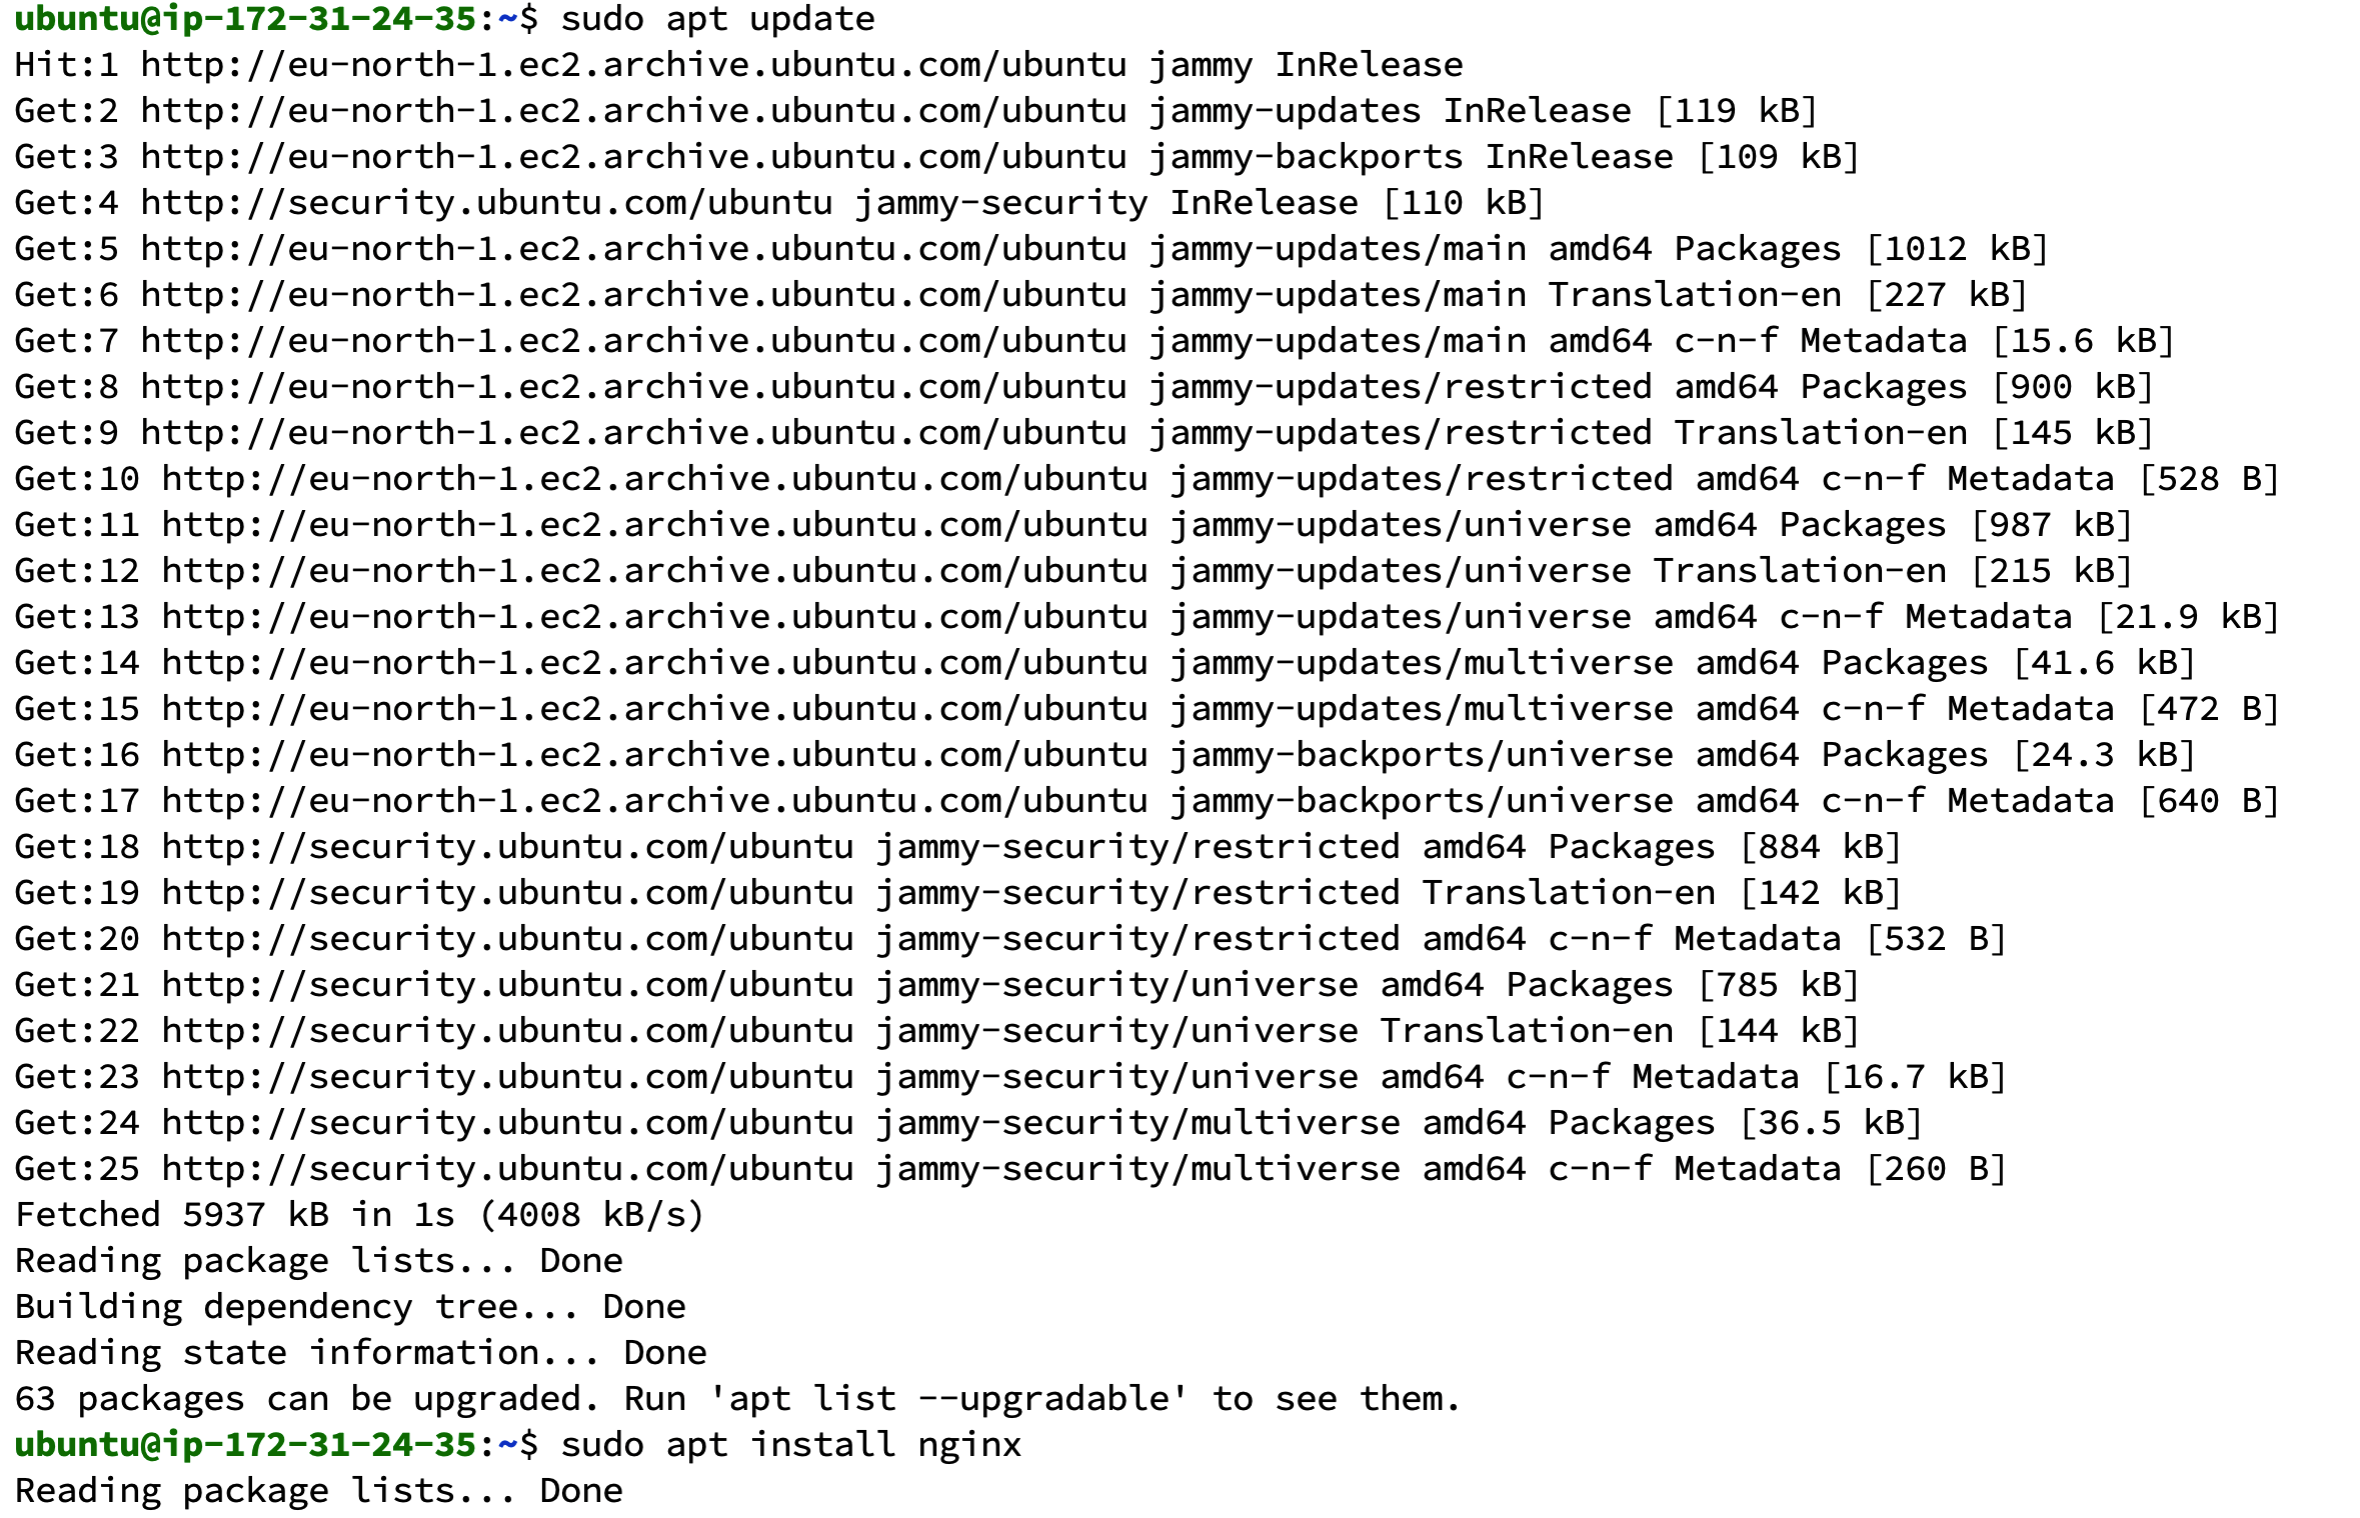 ubuntu@ip-172-31-24-35:~$ sudo apt update
Hit:1 http://eu-north-1.ec2.archive.ubuntu.com/ubuntu jammy InRelease
Get:2 http://eu-north-1.ec2.archive.ubuntu.com/ubuntu jammy-updates InRelease [119 kB]
Get:3 http://eu-north-1.ec2.archive.ubuntu.com/ubuntu jammy-backports InRelease [109 kB]
Get:4 http://security.ubuntu.com/ubuntu jammy-security InRelease [110 kB]
Get:5 http://eu-north-1.ec2.archive.ubuntu.com/ubuntu jammy-updates/main amd64 Packages [1012 kB]
Get:6 http://eu-north-1.ec2.archive.ubuntu.com/ubuntu jammy-updates/main Translation-en [227 kB]
Get:7 http://eu-north-1.ec2.archive.ubuntu.com/ubuntu jammy-updates/main amd64 c-n-f Metadata [15.6 kB]
Get:8 http://eu-north-1.ec2.archive.ubuntu.com/ubuntu jammy-updates/restricted amd64 Packages [900 kB]
Get:9 http://eu-north-1.ec2.archive.ubuntu.com/ubuntu jammy-updates/restricted Translation-en [145 kB]
Get:10 http://eu-north-1.ec2.archive.ubuntu.com/ubuntu jammy-updates/restricted amd64 c-n-f Metadata [528 B]
Get:11 http://eu-north-1.ec2.archive.ubuntu.com/ubuntu jammy-updates/universe amd64 Packages [987 kB]
Get:12 http://eu-north-1.ec2.archive.ubuntu.com/ubuntu jammy-updates/universe Translation-en [215 kB]
Get:13 http://eu-north-1.ec2.archive.ubuntu.com/ubuntu jammy-updates/universe amd64 c-n-f Metadata [21.9 kB]
Get:14 http://eu-north-1.ec2.archive.ubuntu.com/ubuntu jammy-updates/multiverse amd64 Packages [41.6 kB]
Get:15 http://eu-north-1.ec2.archive.ubuntu.com/ubuntu jammy-updates/multiverse amd64 c-n-f Metadata [472 B]
Get:16 http://eu-north-1.ec2.archive.ubuntu.com/ubuntu jammy-backports/universe amd64 Packages [24.3 kB]
Get:17 http://eu-north-1.ec2.archive.ubuntu.com/ubuntu jammy-backports/universe amd64 c-n-f Metadata [640 B]
Get:18 http://security.ubuntu.com/ubuntu jammy-security/restricted amd64 Packages [884 kB]
Get:19 http://security.ubuntu.com/ubuntu jammy-security/restricted Translation-en [142 kB]
Get:20 http://security.ubuntu.com/ubuntu jammy-security/restricted amd64 c-n-f Metadata [532 B]
Get:21 http://security.ubuntu.com/ubuntu jammy-security/universe amd64 Packages [785 kB]
Get:22 http://security.ubuntu.com/ubuntu jammy-security/universe Translation-en [144 kB]
Get:23 http://security.ubuntu.com/ubuntu jammy-security/universe amd64 c-n-f Metadata [16.7 kB]
Get:24 http://security.ubuntu.com/ubuntu jammy-security/multiverse amd64 Packages [36.5 kB]
Get:25 http://security.ubuntu.com/ubuntu jammy-security/multiverse amd64 c-n-f Metadata [260 B]
Fetched 5937 kB in 1s (4008 kB/s)
Reading package lists... Done
Building dependency tree... Done
Reading state information... Done
63 packages can be upgraded. Run 'apt list --upgradable' to see them.
ubuntu@ip-172-31-24-35:~$ sudo apt install nginx
Reading package lists... Done